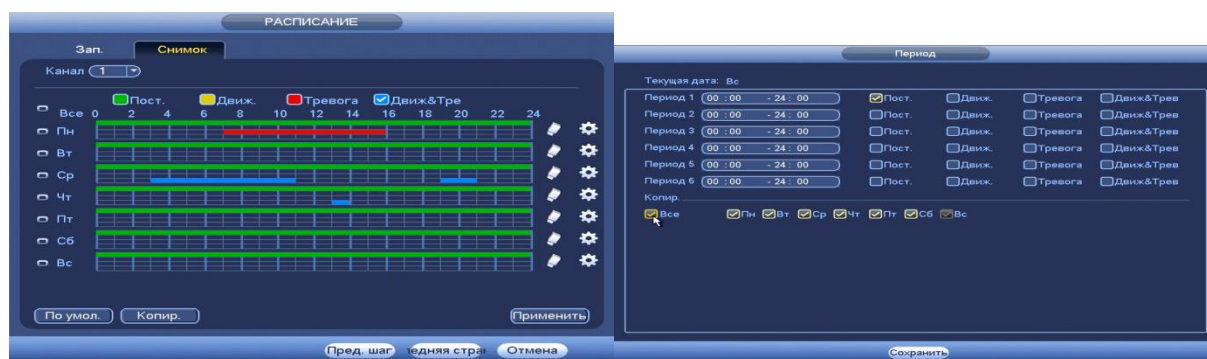 РАСПИСАНИЕ
Зап. Снимок
Канал 1
Пост. Движ. Тревога Движ&Тре
Все 0 2 4 6 8 10 12 14 16 18 20 22 24
Пн
Вт
Ср
Чт
Пт
Сб
Вс
По умол. Копир. Применить
Пред. шаг едняя стра Отмена
Период
Текущая дата: Вс
Период 1 00 :00 - 24: 00 Пост. Движ. Тревога Движ&Трев
Период 2 00 :00 - 24: 00 Пост. Движ. Тревога Движ&Трев
Период 3 00 :00 - 24: 00 Пост. Движ. Тревога Движ&Трев
Период 4 00 :00 - 24: 00 Пост. Движ. Тревога Движ&Трев
Период 5 00 :00 - 24: 00 Пост. Движ. Тревога Движ&Трев
Период 6 00 :00 - 24: 00 Пост. Движ. Тревога Движ&Трев
Копир.
Все Пн Вт Ср Чт Пт Сб Вс
Сохранить